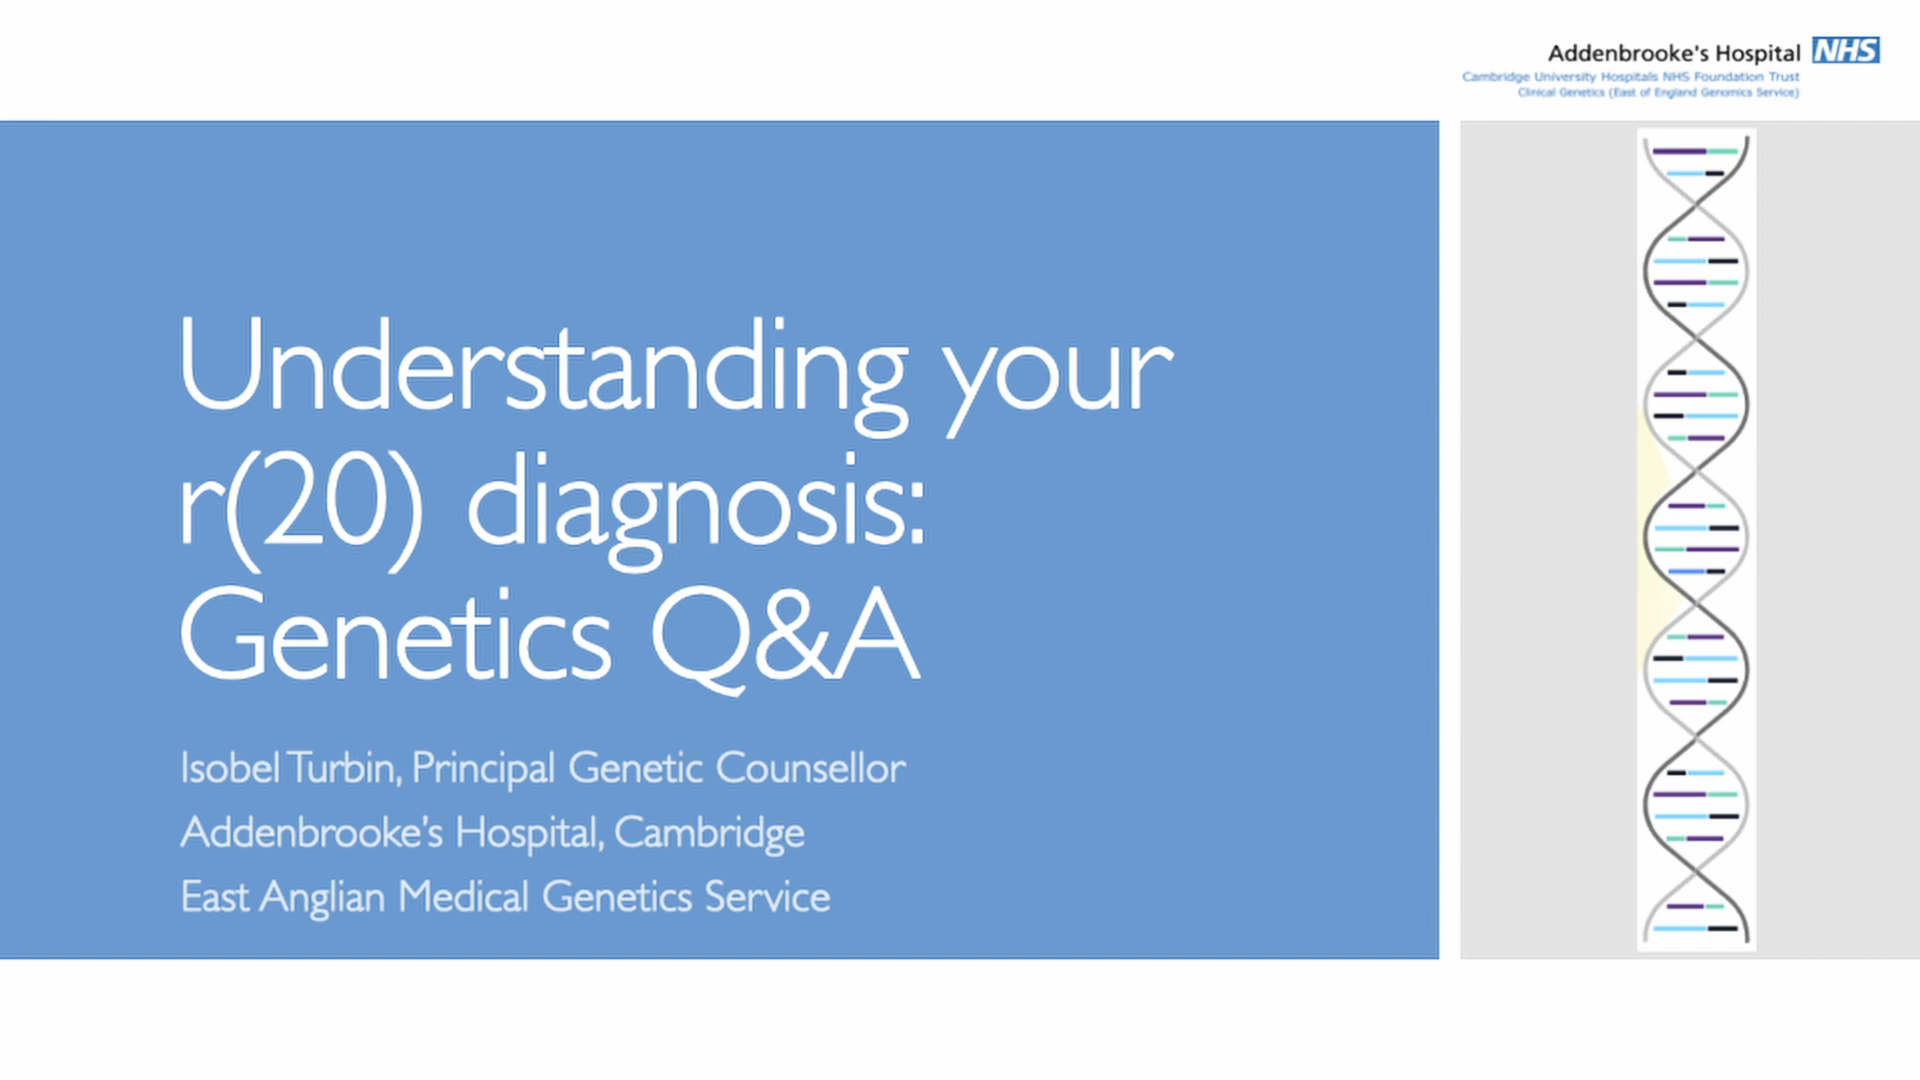 Addenbrooke's Hospital NHS
Cambridge University Hospitals NHS Foundation Trust
Clinical Genetics (East of England Genomics Service)
Understanding your
r(20) diagnosis:
Genetics Q&A
Isobel Turbin, Principal Genetic Counsellor
Addenbrooke’s Hospital, Cambridge
East Anglian Medical Genetics Service